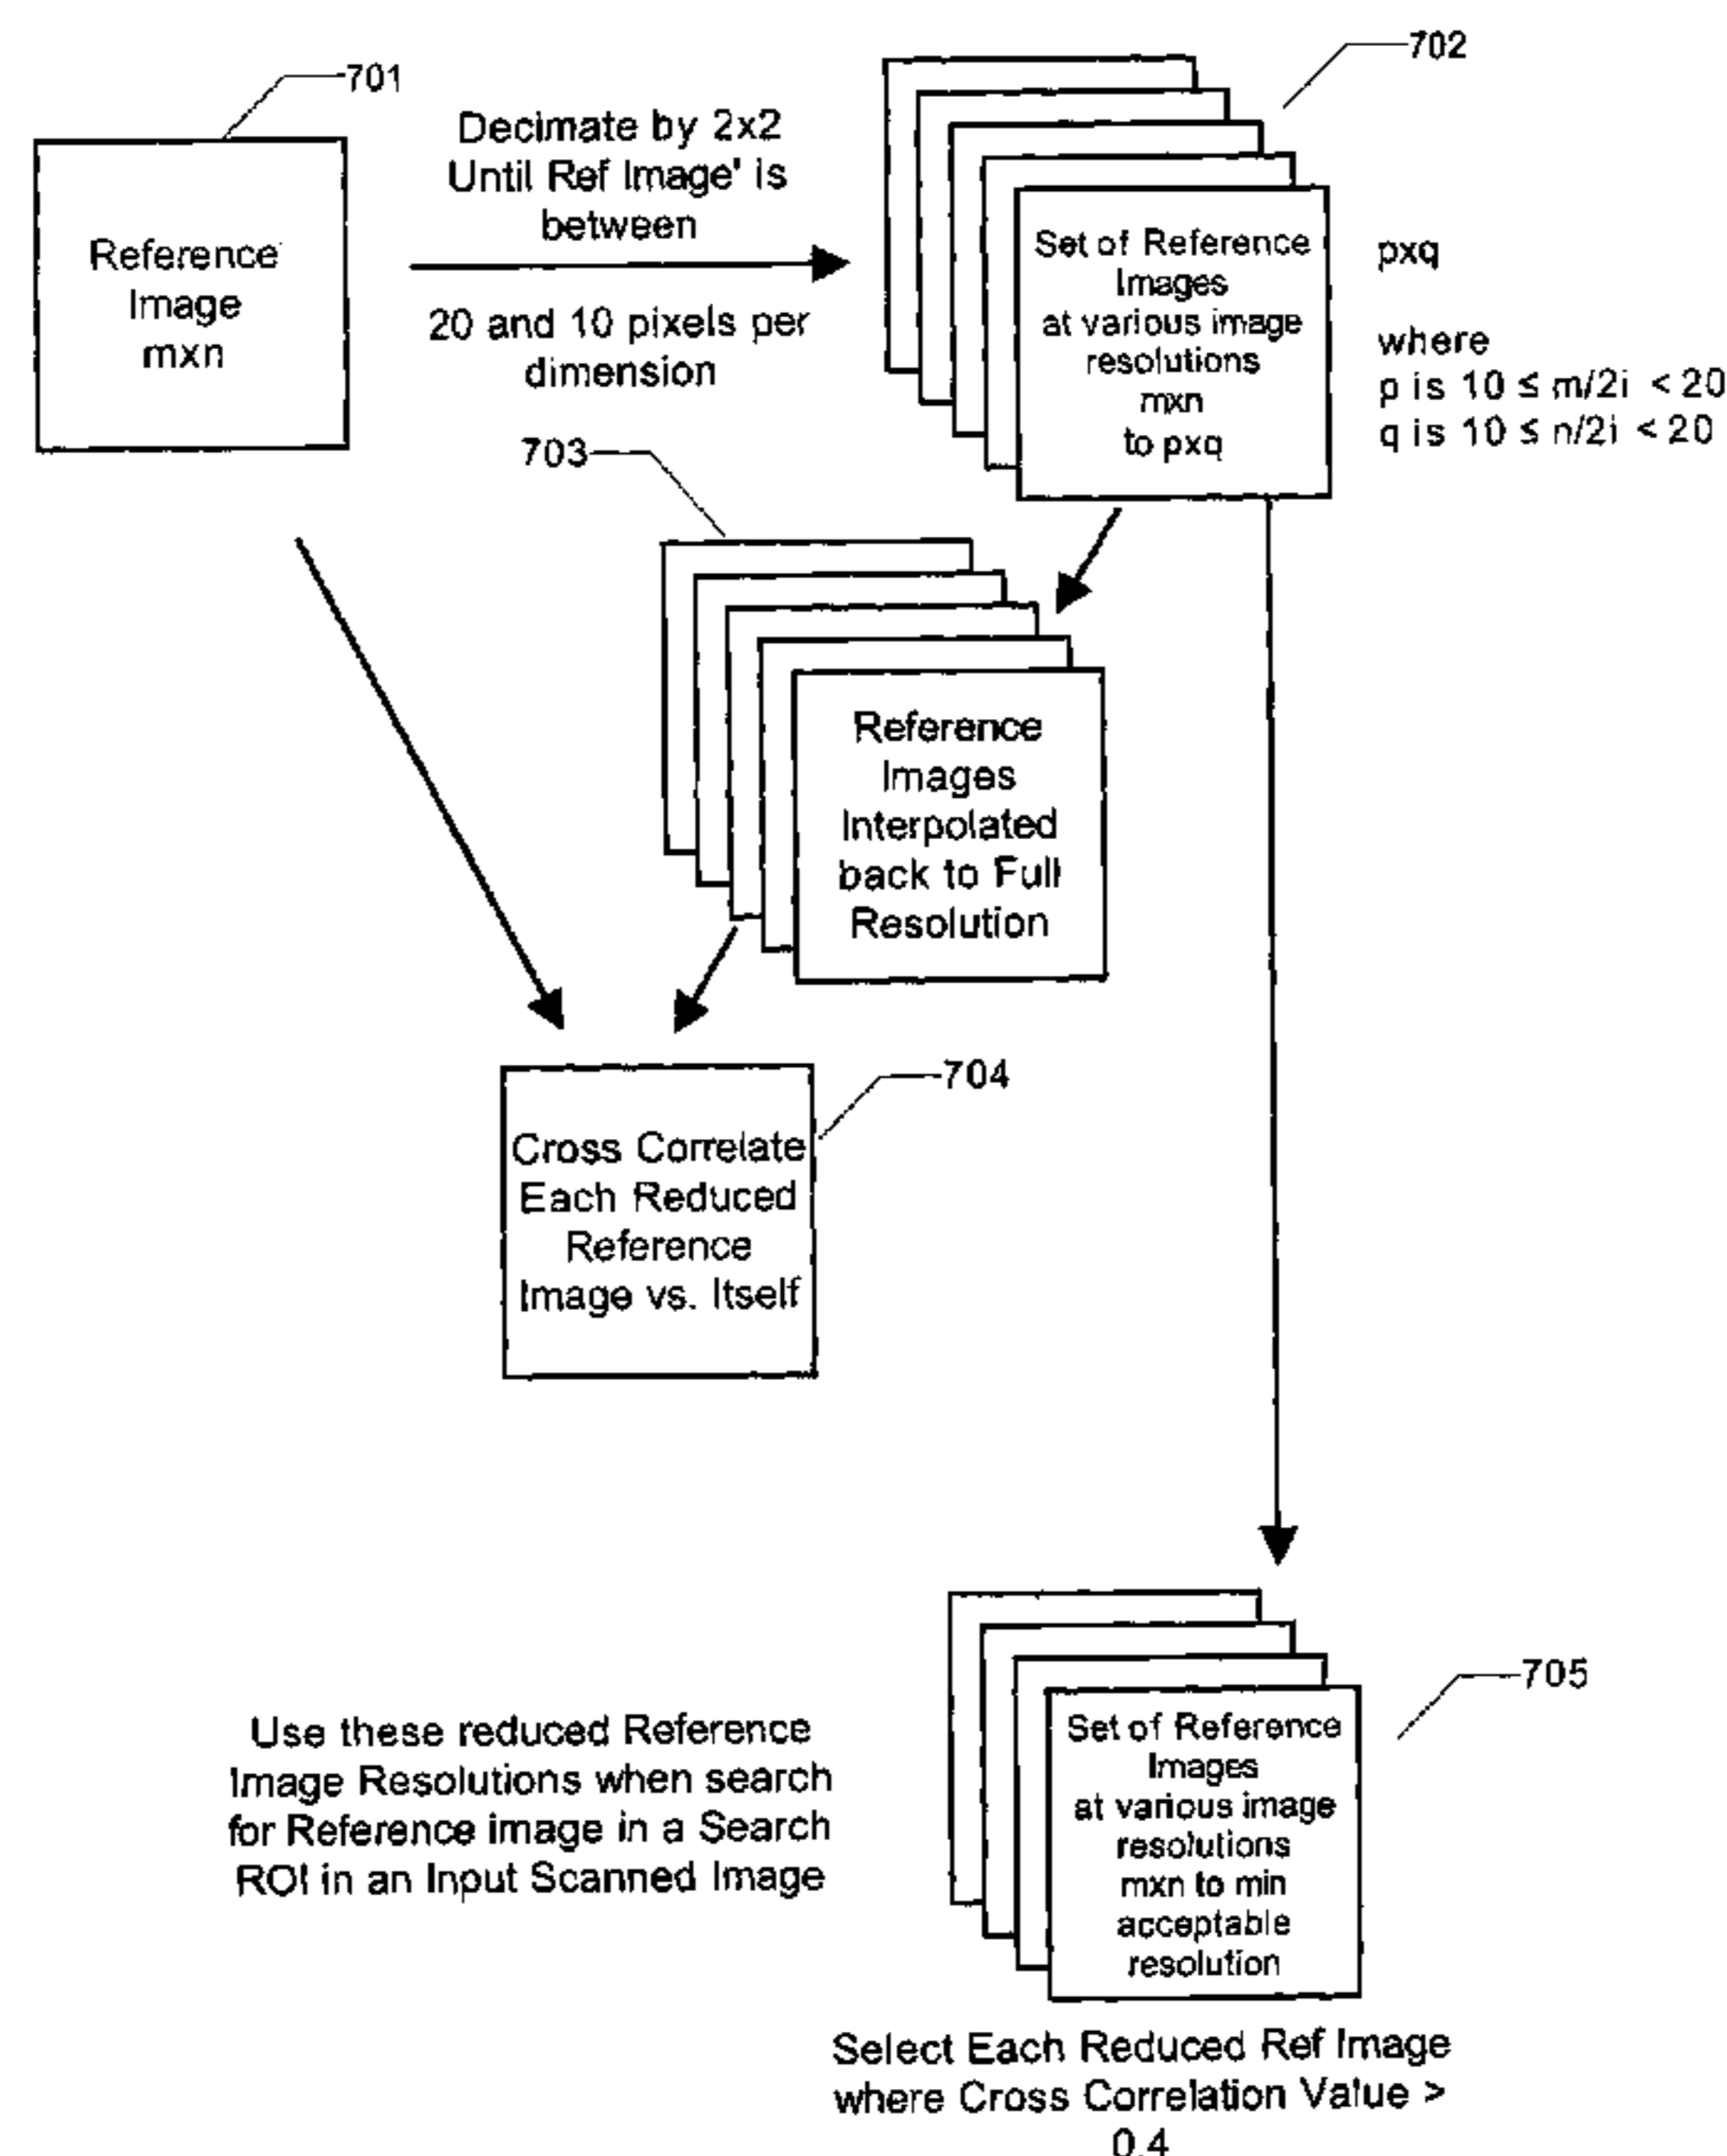 701
Reference
Image
mxn
Decimate by 2x2
Until Ref Image' is
between
20 and 10 pixels per
dimension
702
Set of Reference
Images
at various image
resolutions
mxn
to pxq
pxq
where
p is 10 ≤ m/2i < 20
q is 10 ≤ n/2i < 20
703
Reference
Images
Interpolated
back to Full
Resolution
704
Cross Correlate
Each Reduced
Reference
Image vs. Itself
705
Set of Reference
Images
at various image
resolutions
mxn to min
acceptable
resolution
Use these reduced Reference
Image Resolutions when search
for Reference image in a Search
ROI in an Input Scanned Image
Select Each Reduced Ref Image
where Cross Correlation Value >
0.4